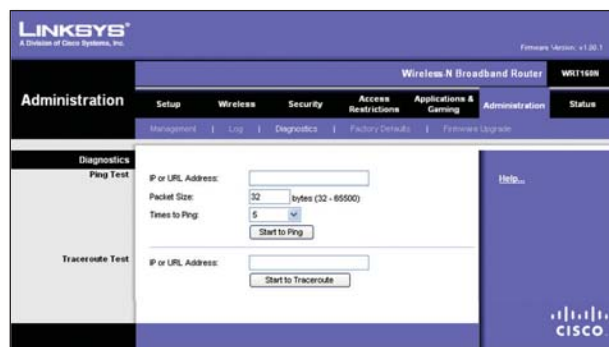 LINKSYS®
A Division of Cisco Systems, Inc.
Firmware Version: v1.00.1
Wireless-N Broadband Router WRT160N
Administration
Setup Wireless Security Access Restrictions Applications & Gaming Administration Status
Management | Log | Diagnostics | Factory Defaults | Firmware Upgrade
Diagnostics
Ping Test
IP or URL Address:
Packet Size: 32 bytes (32 - 65500)
Times to Ping: 5
Start to Ping
Help...
Traceroute Test
IP or URL Address:
Start to Traceroute
CISCO